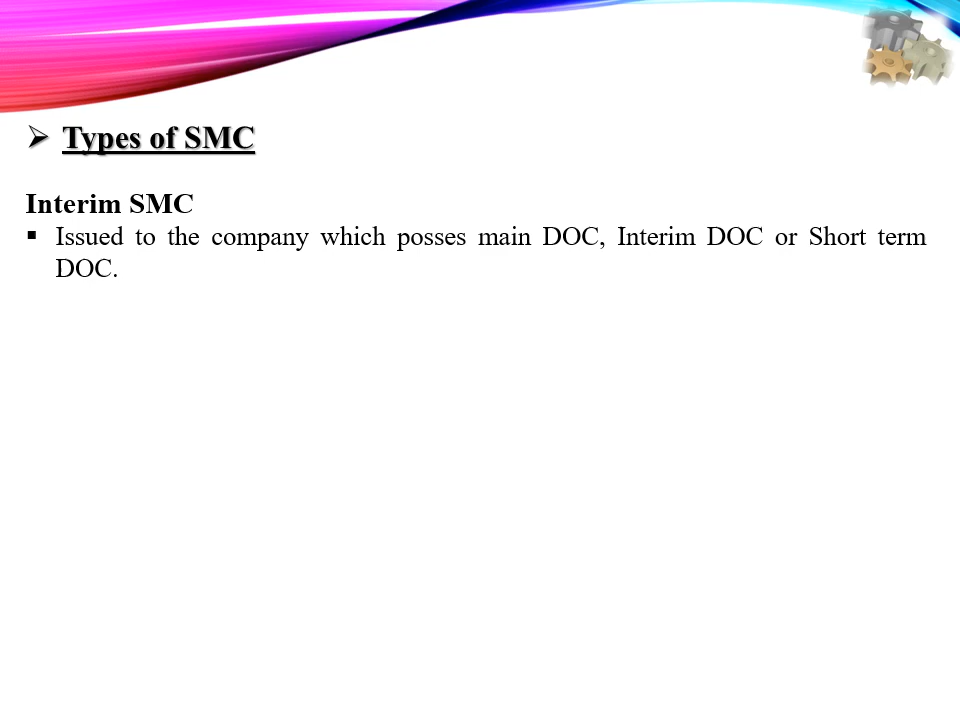 ➢ Types of SMC
Interim SMC
▪ Issued to the company which posses main DOC, Interim DOC or Short term
DOC.